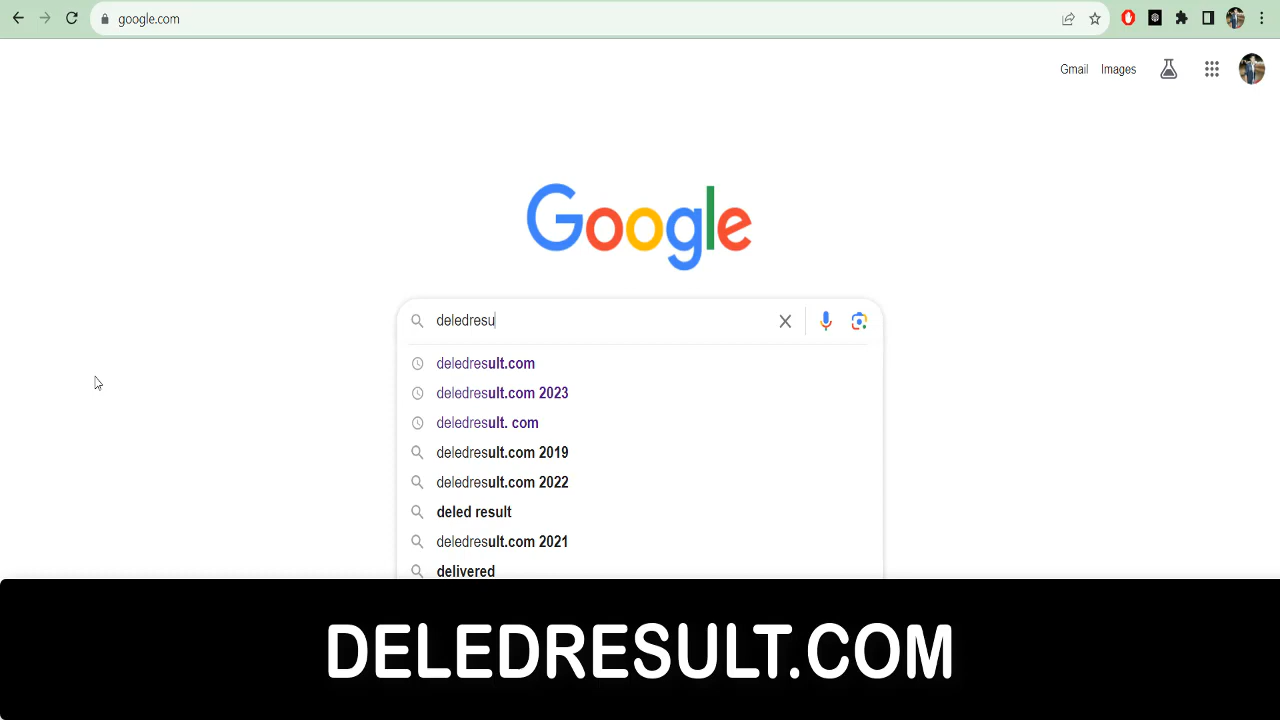 google.com
Gmail Images
Google
deledresu
deledresult.com
deledresult.com 2023
deledresult. com
deledresult.com 2019
deledresult.com 2022
deled result
deledresult.com 2021
delivered
DELEDRESULT.COM